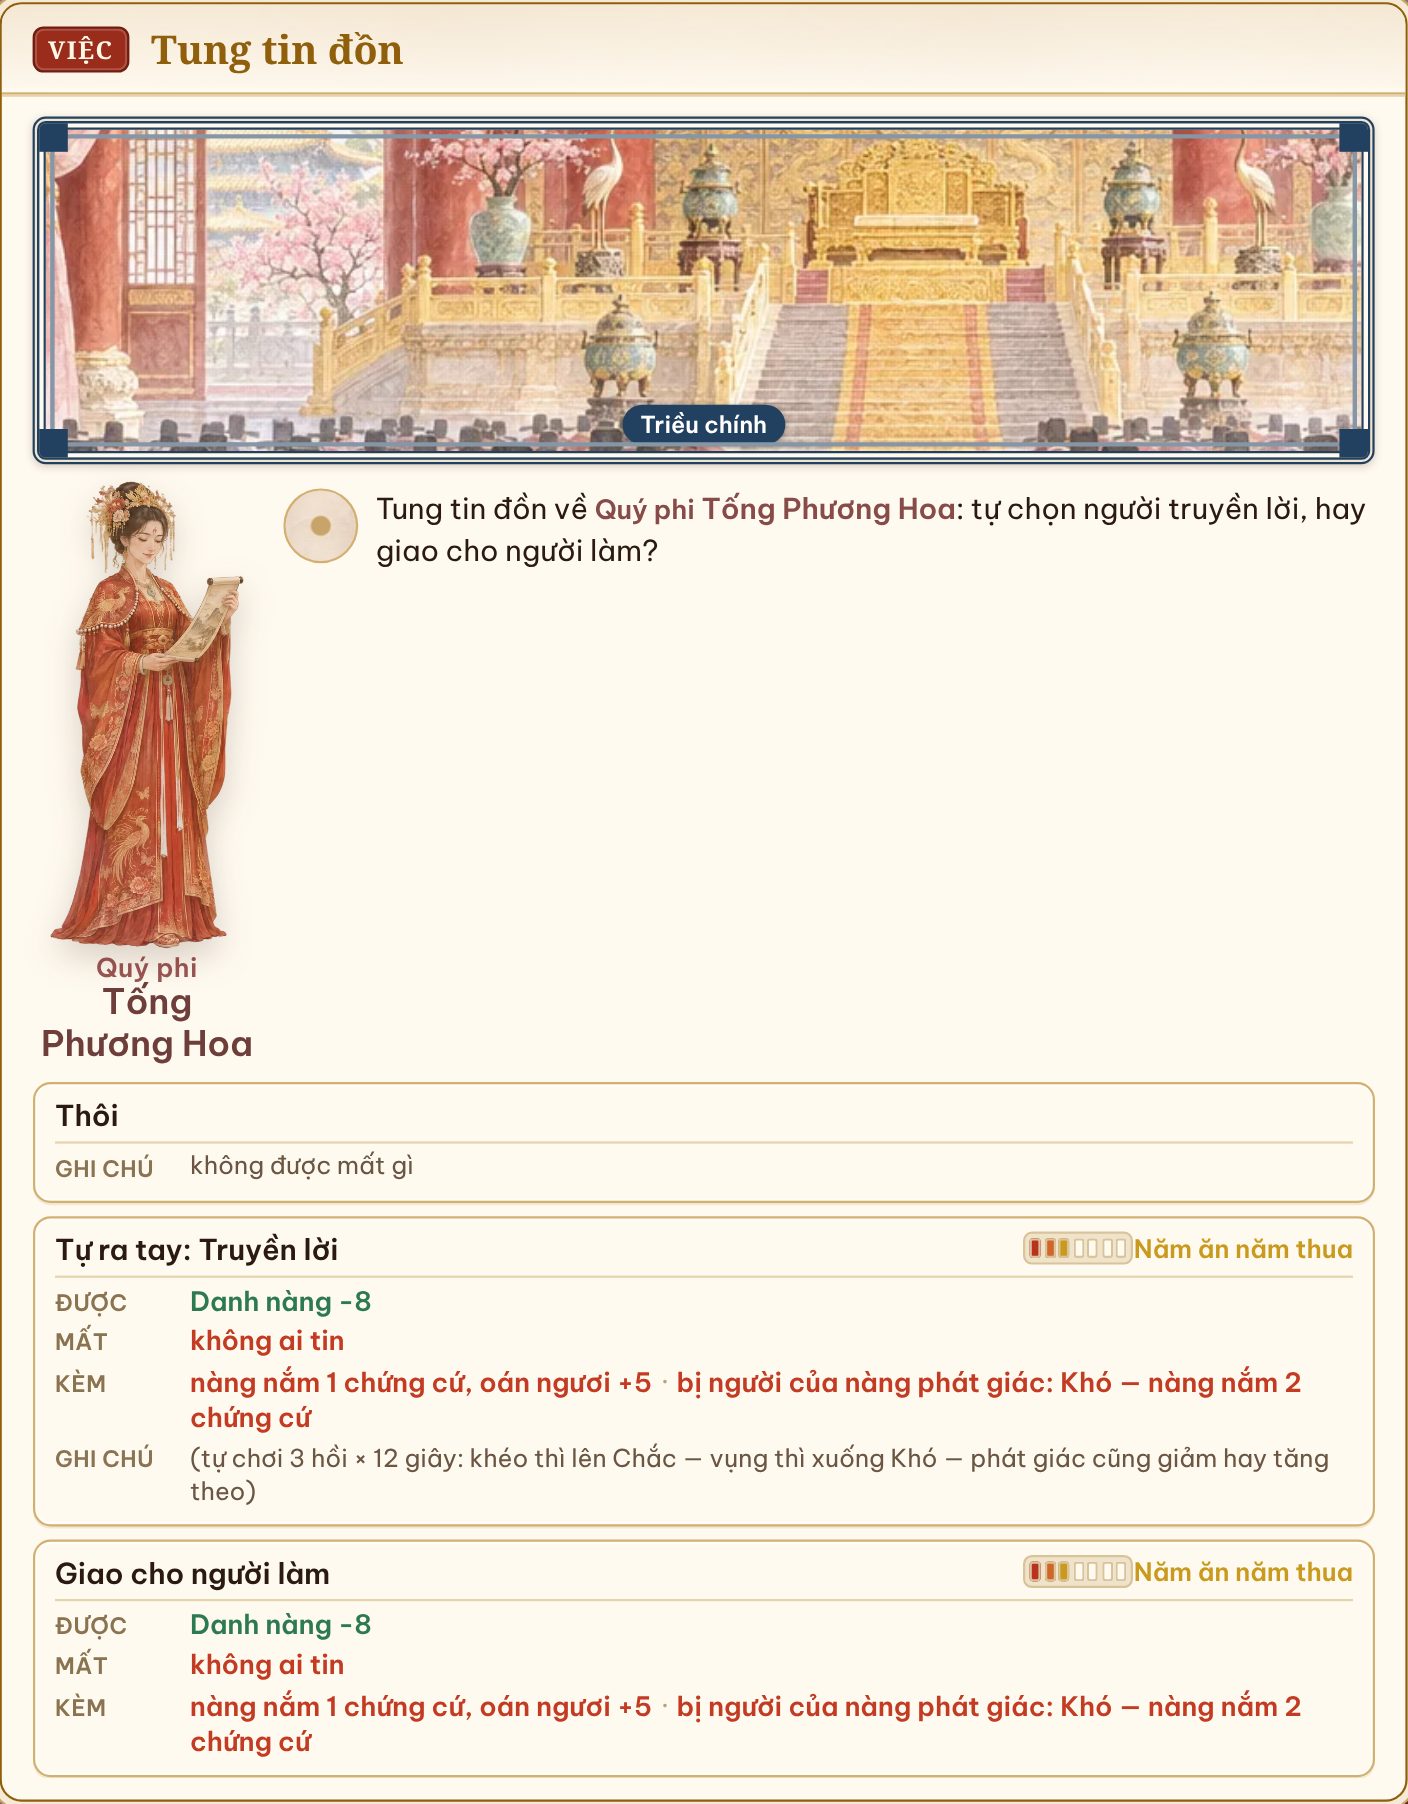 VIỆC Tung tin đồn
Triều chính
Tung tin đồn về Quý phi Tống Phương Hoa: tự chọn người truyền lời, hay
giao cho người làm?
Quý phi
Tống
Phương Hoa
Thôi
GHI CHÚ không được mất gì
Tự ra tay: Truyền lời Năm ăn năm thua
ĐƯỢC Danh nàng -8
MẤT không ai tin
KÈM nàng nắm 1 chứng cứ, oán ngươi +5 · bị người của nàng phát giác: Khó — nàng nắm 2
chứng cứ
GHI CHÚ (tự chơi 3 hồi × 12 giây: khéo thì lên Chắc — vụng thì xuống Khó — phát giác cũng giảm hay tăng
theo)
Giao cho người làm Năm ăn năm thua
ĐƯỢC Danh nàng -8
MẤT không ai tin
KÈM nàng nắm 1 chứng cứ, oán ngươi +5 · bị người của nàng phát giác: Khó — nàng nắm 2
chứng cứ